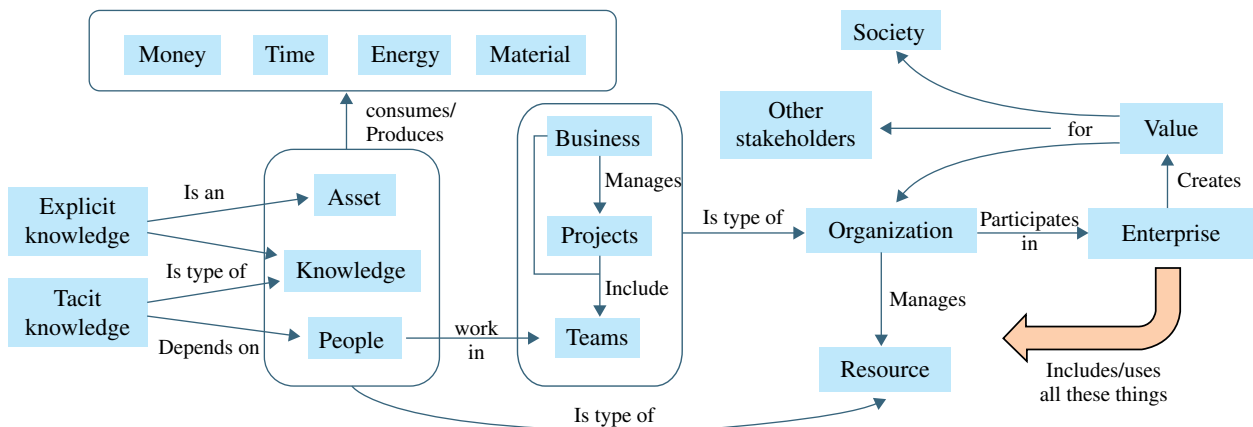 Money
Time
Energy
Material
consumes/
Produces
Society
Other
stakeholders
for
Value
Creates
Business
Manages
Projects
Include
Teams
Explicit
knowledge
Is an
Asset
Is type of
Knowledge
Tacit
knowledge
Depends on
People
work
in
Is type of
Organization
Participates
in
Enterprise
Manages
Resource
Is type of
Includes/uses
all these things